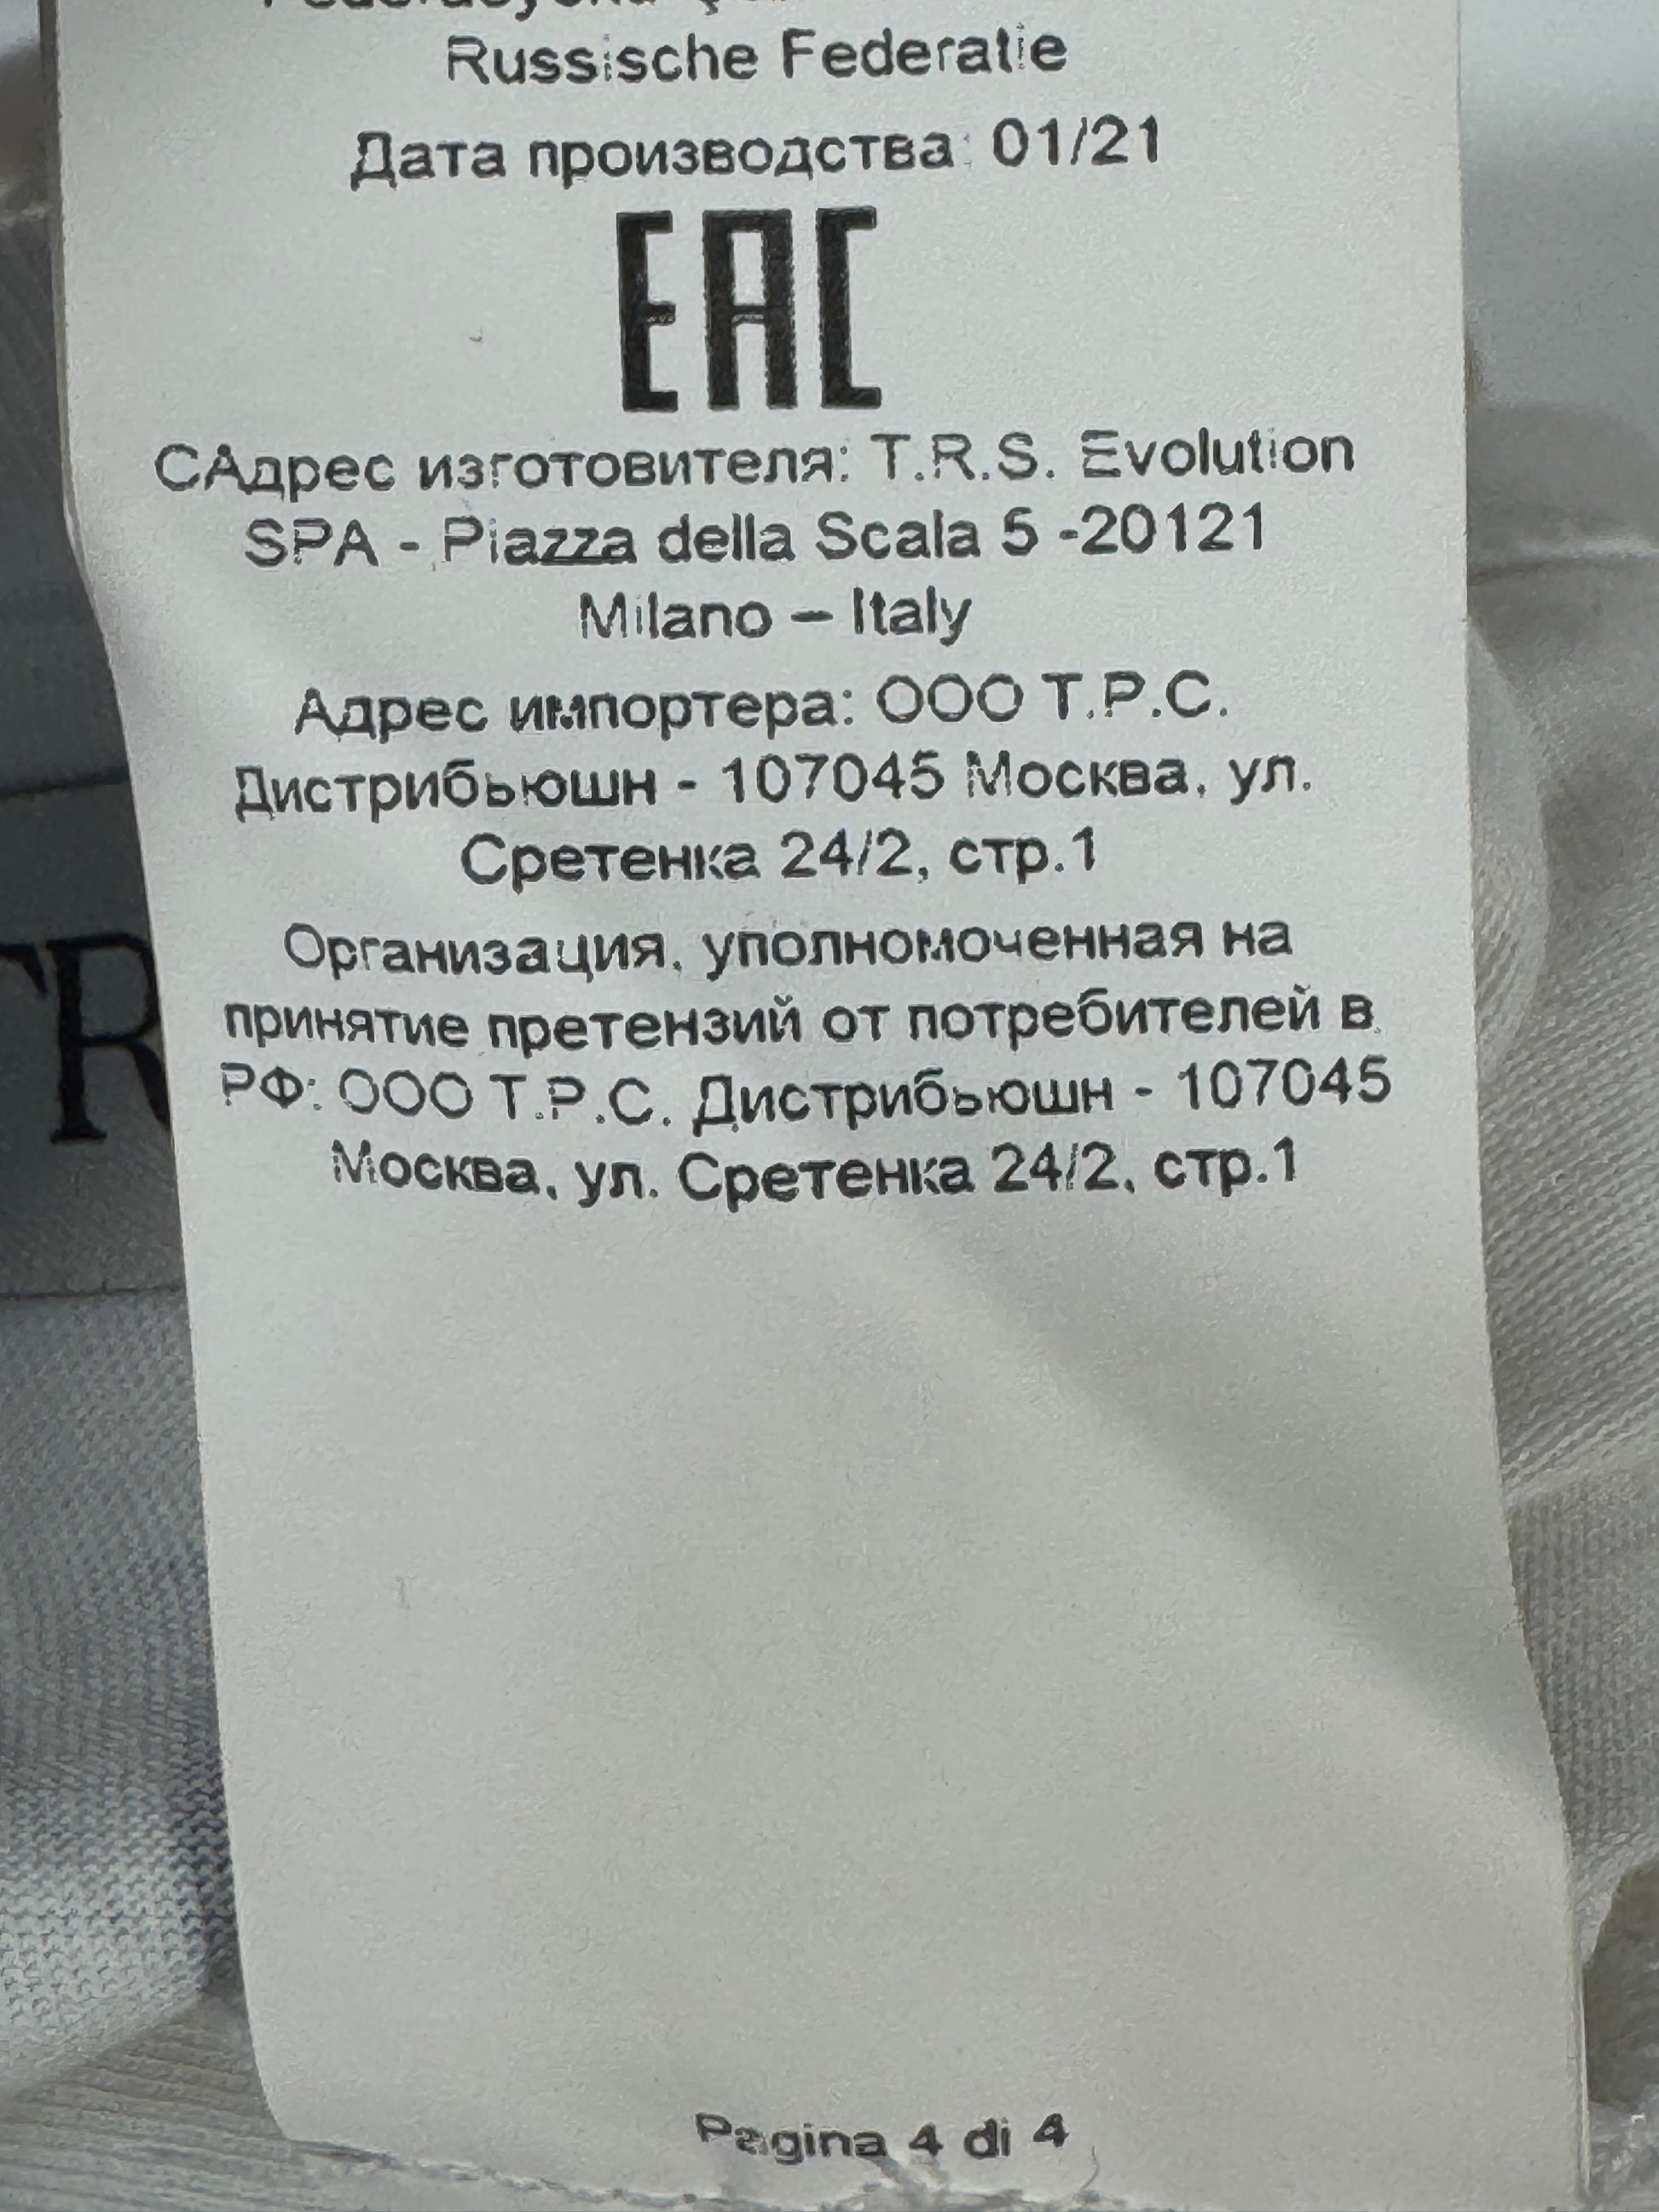 Russische Federatie
Дата производства: 01/21
EAC
САдрес изготовителя: T.R.S. Evolution
SPA - Piazza della Scala 5 -20121
Milano – Italy
Адрес импортера: ООО Т.Р.С.
Дистрибьюшн - 107045 Москва, ул.
Сретенка 24/2, стр.1
Организация, уполномоченная на
принятие претензий от потребителей в
РФ: ООО Т.Р.С. Дистрибьюшн - 107045
Москва, ул. Сретенка 24/2, стр.1
TR
Pagina 4 di 4